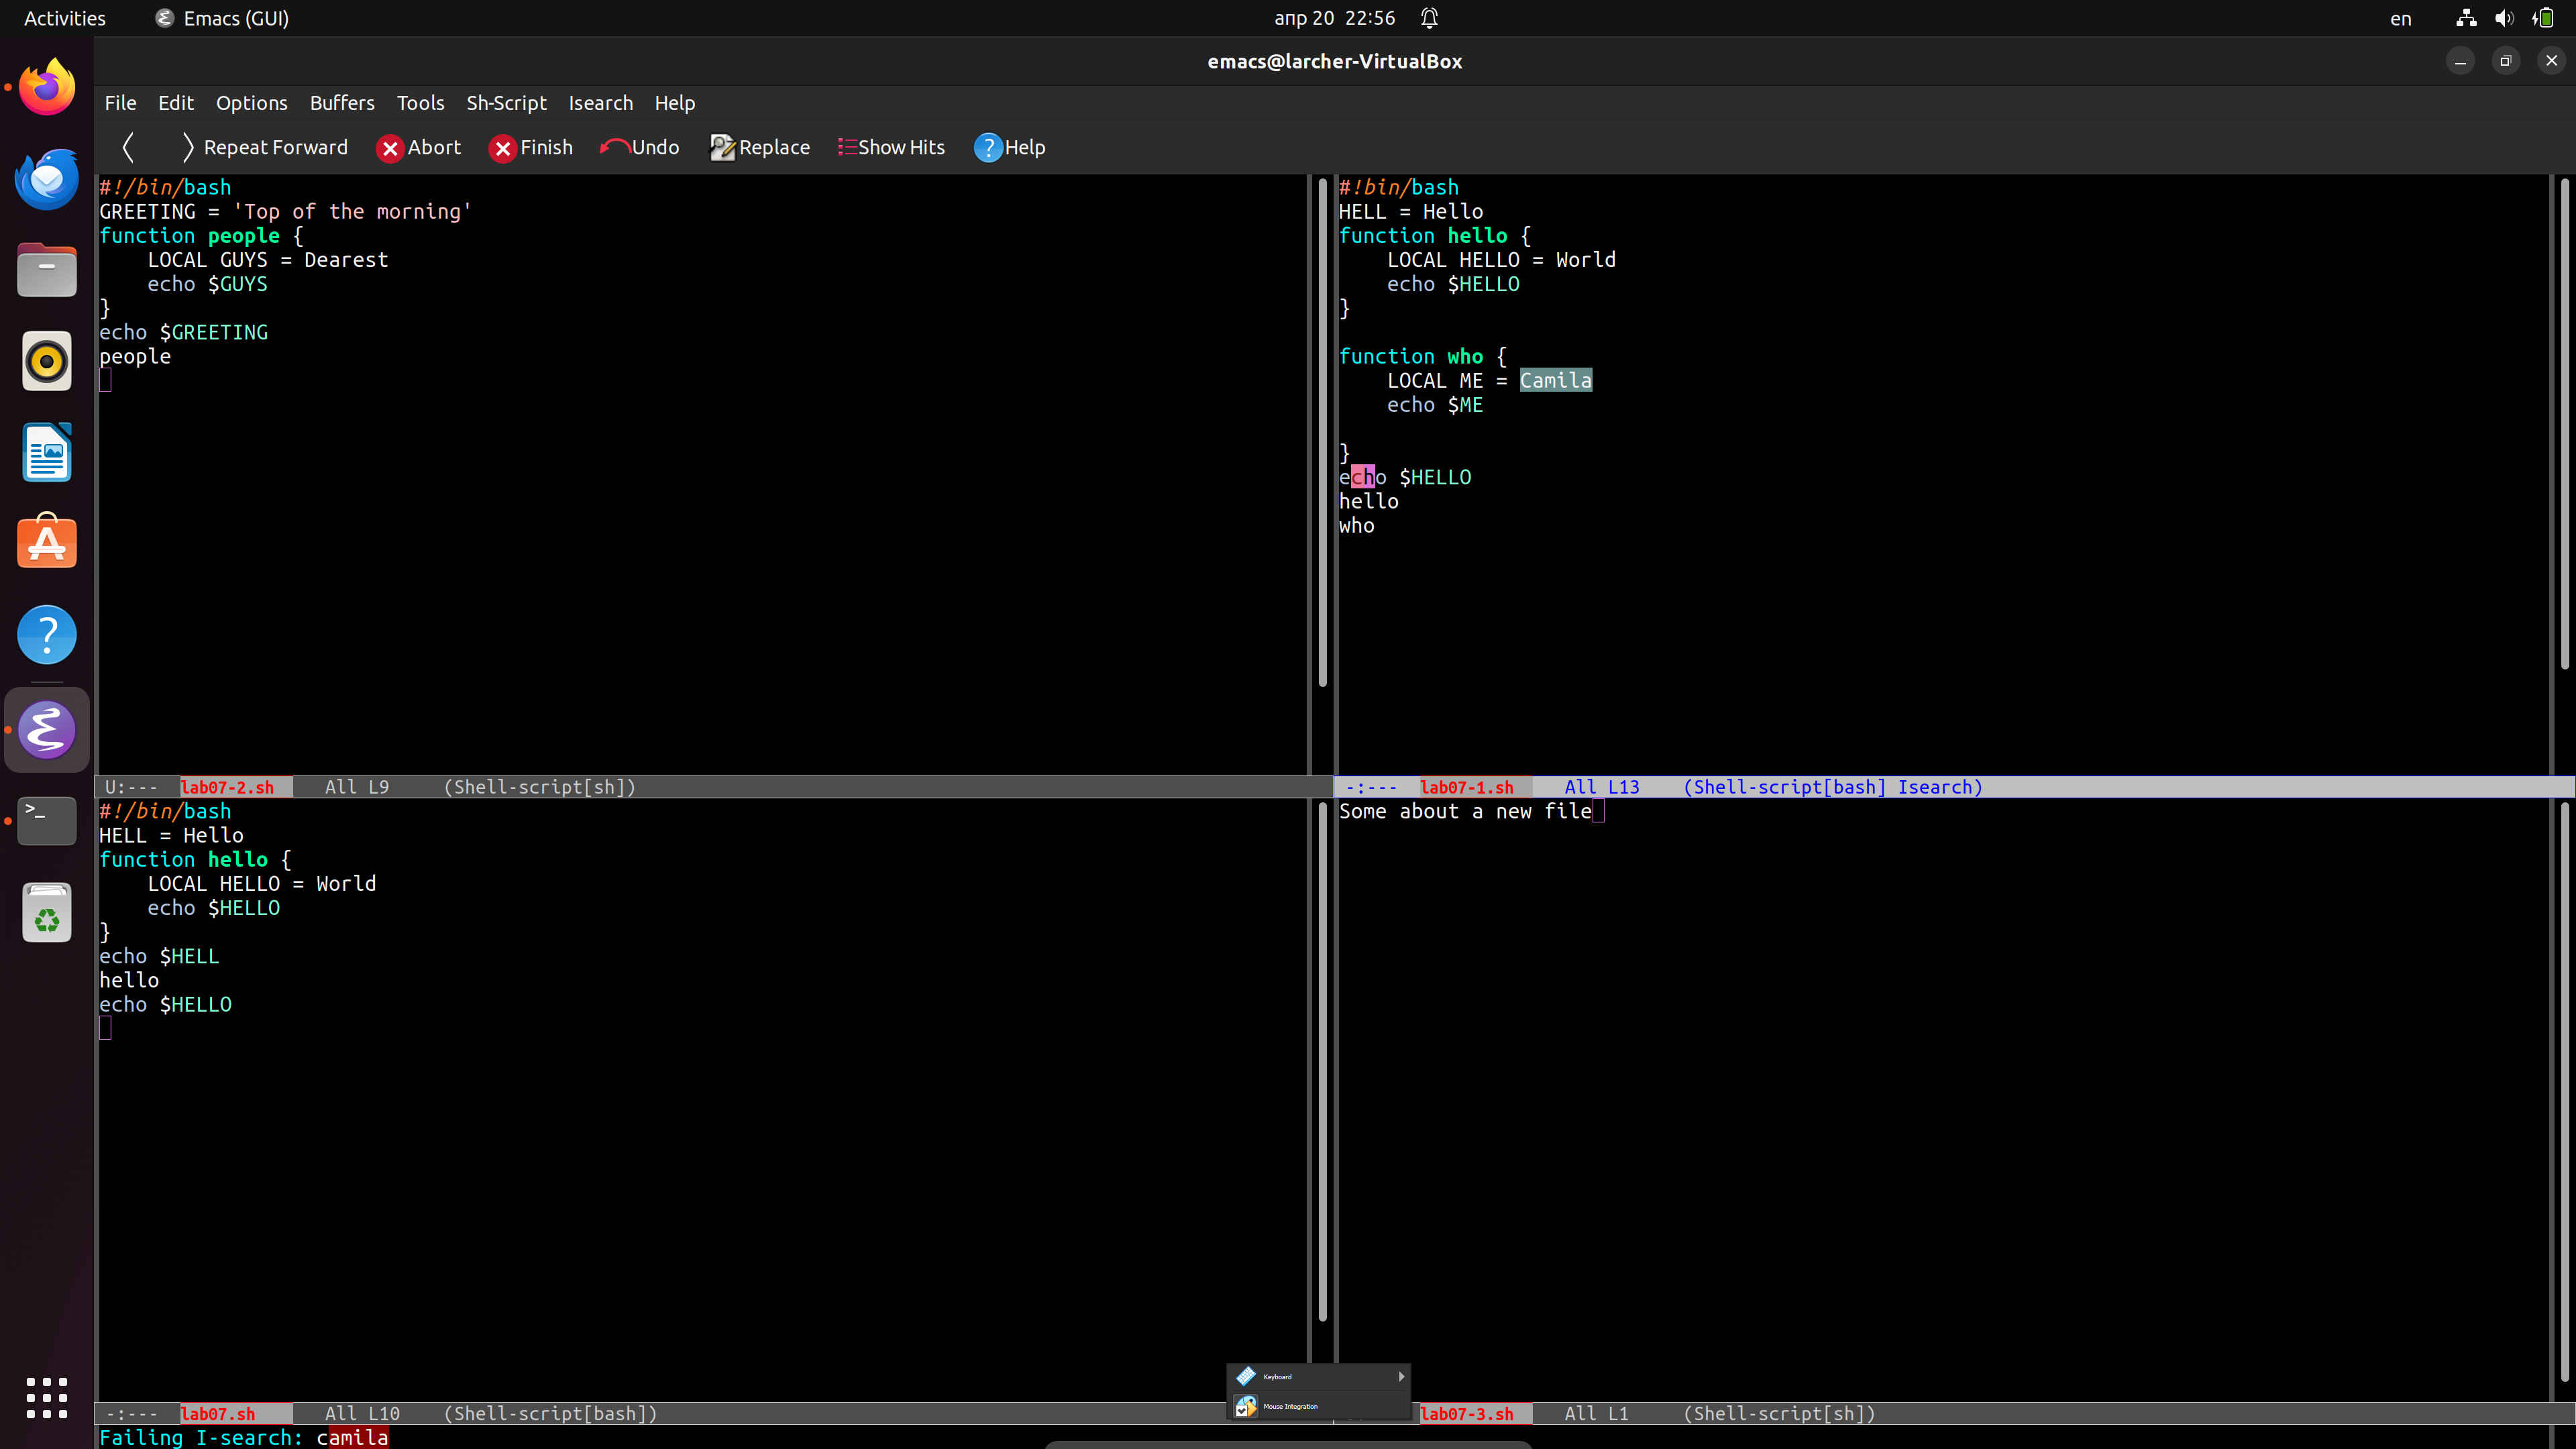 Activities Emacs (GUI) апр 20 22:56 en
emacs@larcher-VirtualBox
File Edit Options Buffers Tools Sh-Script Isearch Help
Repeat Forward Abort Finish Undo Replace Show Hits Help
#!/bin/bash
GREETING = 'Top of the morning'
function people {
    LOCAL GUYS = Dearest
    echo $GUYS
}
echo $GREETING
people
U:--- lab07-2.sh All L9 (Shell-script[sh])
#!bin/bash
HELL = Hello
function hello {
    LOCAL HELLO = World
    echo $HELLO
}
function who {
    LOCAL ME = Camila
    echo $ME
}
echo $HELLO
hello
who
-:--- lab07-1.sh All L13 (Shell-script[bash] Isearch)
#!/bin/bash
HELL = Hello
function hello {
    LOCAL HELLO = World
    echo $HELLO
}
echo $HELL
hello
echo $HELLO
-:--- lab07.sh All L10 (Shell-script[bash])
Some about a new file
Keyboard
Mouse Integration
lab07-3.sh All L1 (Shell-script[sh])
Failing I-search: camila